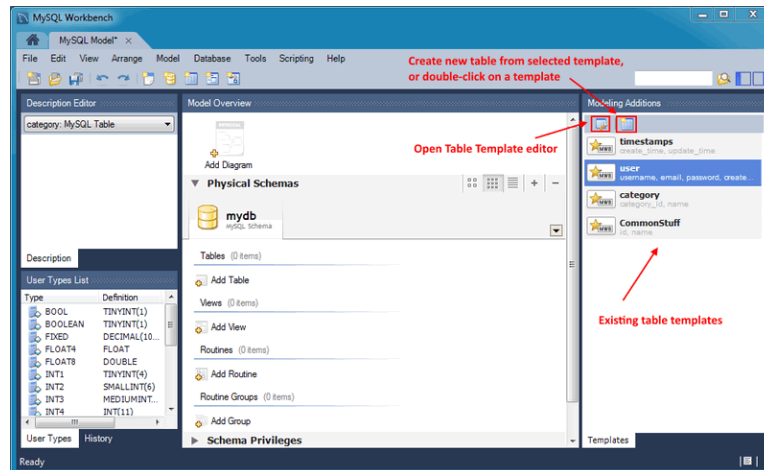 MySQL Workbench
MySQL Model* ×
File Edit View Arrange Model Database Tools Scripting Help
Create new table from selected template,
or double-click on a template
Description Editor
category: MySQL Table
Description
User Types List
Type Definition
BOOL TINYINT(1)
BOOLEAN TINYINT(1)
FIXED DECIMAL(10...
FLOAT4 FLOAT
FLOAT8 DOUBLE
INT1 TINYINT(4)
INT2 SMALLINT(6)
INT3 MEDIUMINT...
INT4 INT(11)
User Types History
Model Overview
Add Diagram
Open Table Template editor
Physical Schemas
mydb
MySQL Schema
Tables (0 items)
Add Table
Views (0 items)
Add View
Routines (0 items)
Add Routine
Routine Groups (0 items)
Add Group
Schema Privileges
Modeling Additions
timestamps
create_time, update_time
user
username, email, password, create...
category
category_id, name
CommonStuff
id, name
Existing table templates
Templates
Ready